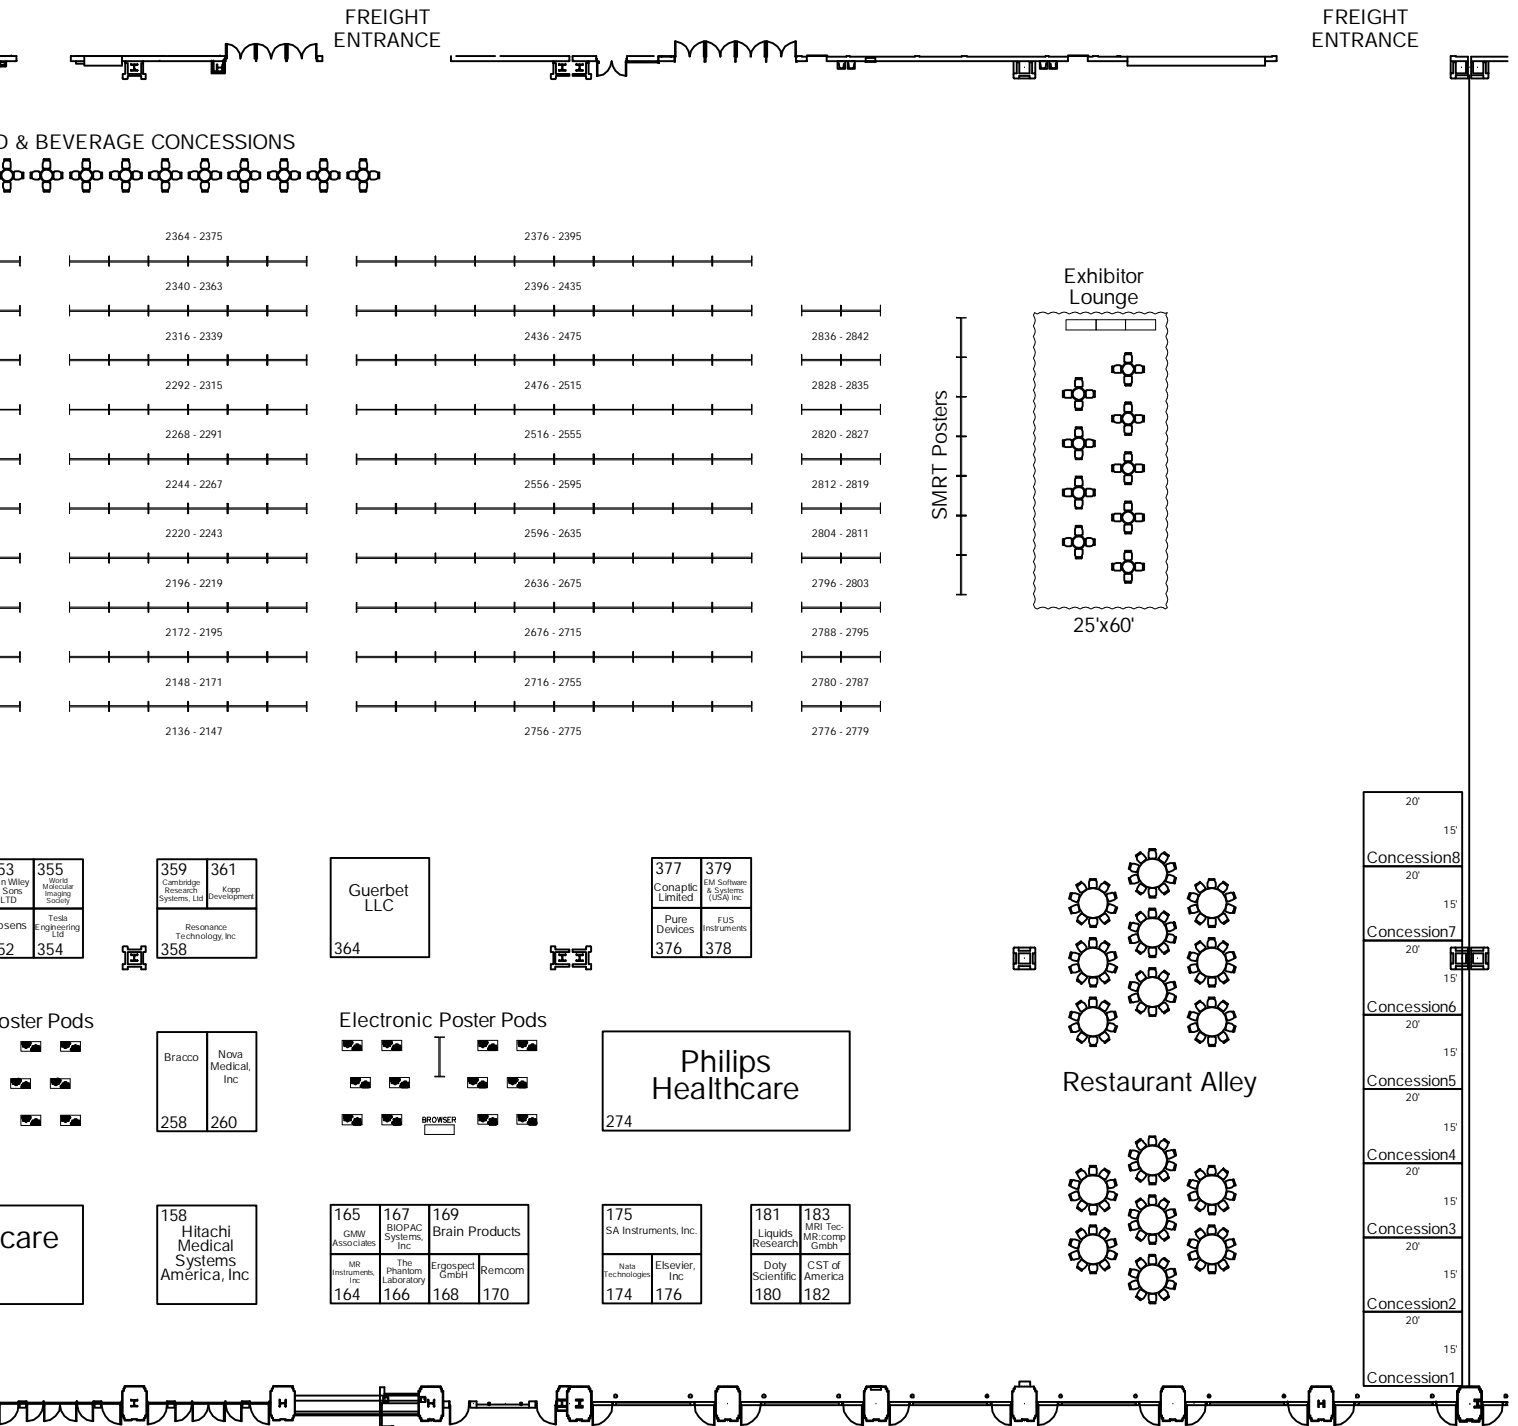 FREIGHT
ENTRANCE
FREIGHT
ENTRANCE
& BEVERAGE CONCESSIONS
2364 - 2375
2376 - 2395
2340 - 2363
2396 - 2435
Exhibitor
Lounge
2316 - 2339
2436 - 2475
2836 - 2842
2292 - 2315
2476 - 2515
2828 - 2835
2268 - 2291
2516 - 2555
2820 - 2827
SMRT Posters
2244 - 2267
2556 - 2595
2812 - 2819
2220 - 2243
2596 - 2635
2804 - 2811
2196 - 2219
2636 - 2675
2796 - 2803
2172 - 2195
2676 - 2715
2788 - 2795
25'x60'
2148 - 2171
2716 - 2755
2780 - 2787
2136 - 2147
2756 - 2775
2776 - 2779
53
n Wiley
Sons
LTD
355
World
Molecular
Imaging
Society
osens
52
Tesla
Engineering
Ltd
354
359
Cambridge
Research
Systems, Ltd
361
Kopp
Development
Resonance
Technology, Inc
358
Guerbet
LLC
364
377
Conaptic
Limited
379
EM Software
& Systems
(USA) Inc
Pure
Devices
376
FUS
Instruments
378
oster Pods
Bracco
258
Nova
Medical,
Inc
260
Electronic Poster Pods
BROWSER
Philips
Healthcare
274
Restaurant Alley
care
158
Hitachi
Medical
Systems
America, Inc
165
GMW
Associates
167
BIOPAC
Systems,
Inc
169
Brain Products
MR
Instruments,
Inc
164
The
Phantom
Laboratory
166
Ergospect
GmbH
168
Remcom
170
175
SA Instruments, Inc.
Nata
Technologies
174
Elsevier,
Inc
176
181
Liquids
Research
183
MRI Tec-
MR:comp
Gmbh
Doty
Scientific
180
CST of
America
182
20'
15'
Concession8
20'
15'
Concession7
20'
15'
Concession6
20'
15'
Concession5
20'
15'
Concession4
20'
15'
Concession3
20'
15'
Concession2
20'
15'
Concession1